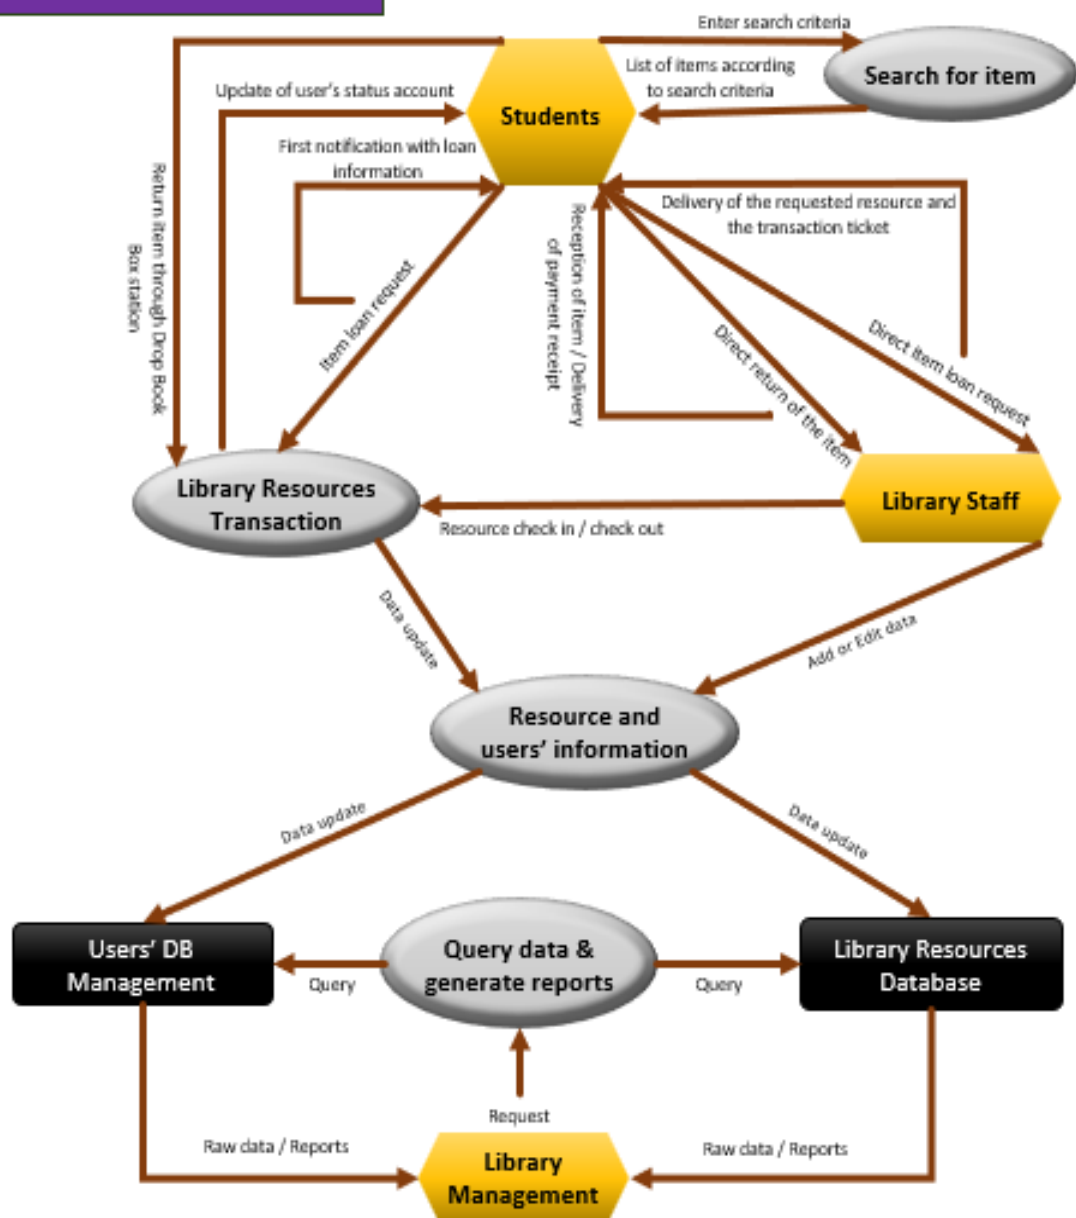 Enter search criteria
Search for item
List of items according
to search criteria
Students
Update of user's status account
First notification with loan
information
Return item through Drop Book
Box station
Item loan request
Reception of item / Delivery
of payment receipt
Delivery of the requested resource and
the transaction ticket
Direct return of the item
Direct item loan request
Library Resources
Transaction
Library Staff
Resource check in / check out
Data update
Add or Edit data
Resource and
users' information
Data update
Data update
Users' DB
Management
Query data &
generate reports
Library Resources
Database
Query
Query
Request
Raw data / Reports
Raw data / Reports
Library
Management